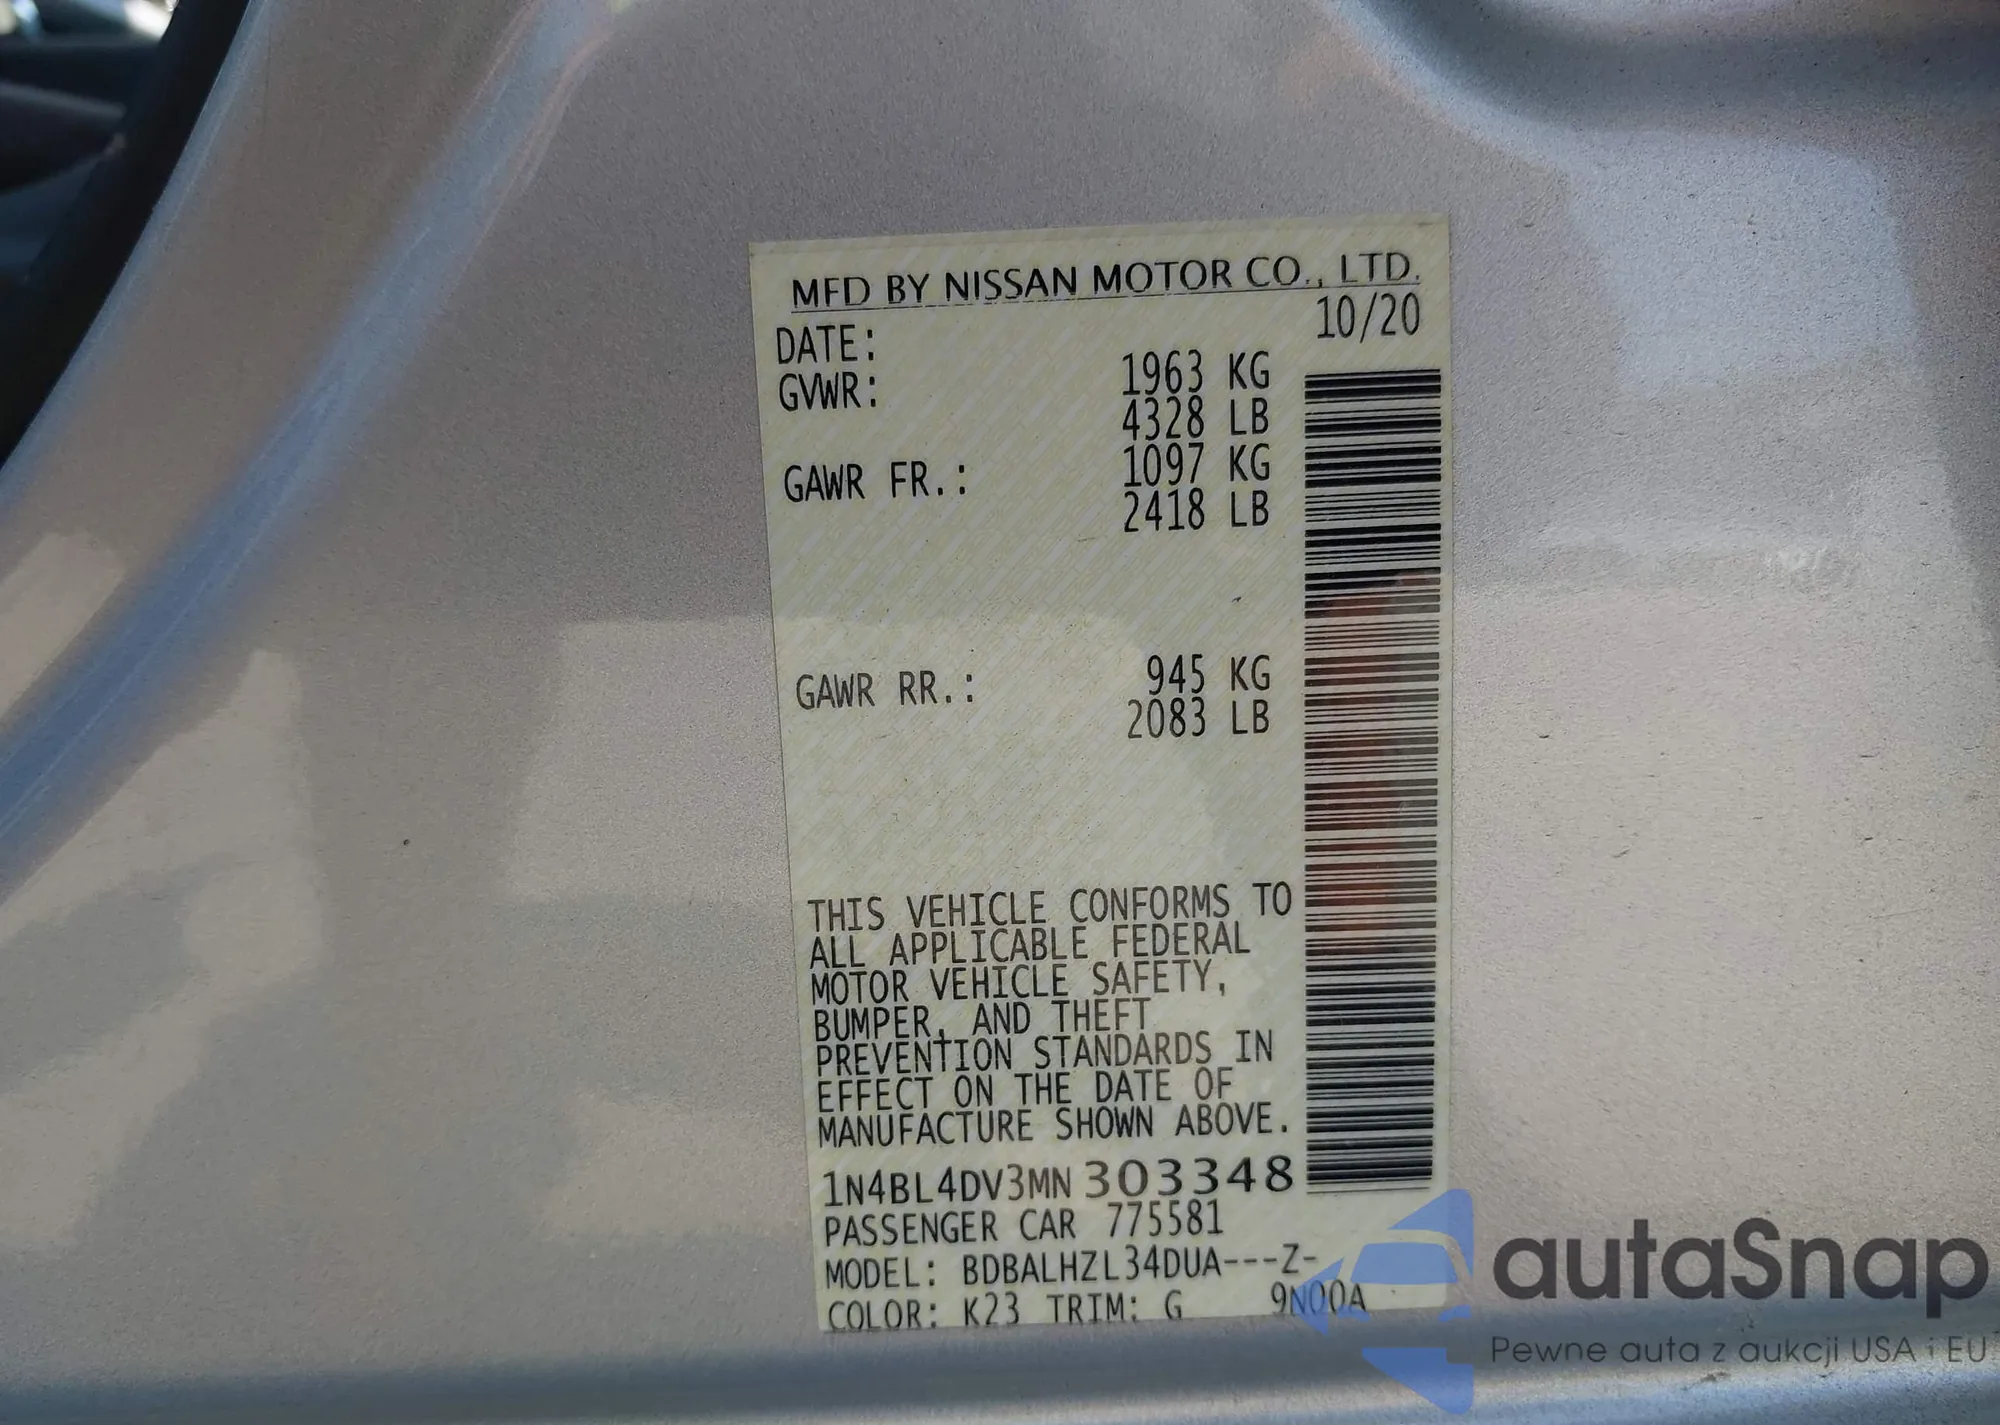 MFD BY NISSAN MOTOR CO., LTD.
DATE: 10/20
GVWR: 1963 KG
4328 LB
GAWR FR.: 1097 KG
2418 LB
GAWR RR.: 945 KG
2083 LB
THIS VEHICLE CONFORMS TO
ALL APPLICABLE FEDERAL
MOTOR VEHICLE SAFETY,
BUMPER, AND THEFT
PREVENTION STANDARDS IN
EFFECT ON THE DATE OF
MANUFACTURE SHOWN ABOVE.
1N4BL4DV3MN303348
PASSENGER CAR 775581
MODEL: BDBALHZL34DUA---Z-
COLOR: K23 TRIM: G 9N00A
autaSnap
Pewne auta z aukcji USA i EU